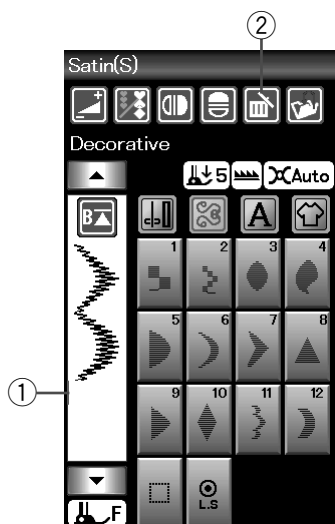 ②
Satin(S)
Decorative
5 Auto
B A
1 2 3 4
5 6 7 8
①
9 10 11 12
L.S
F